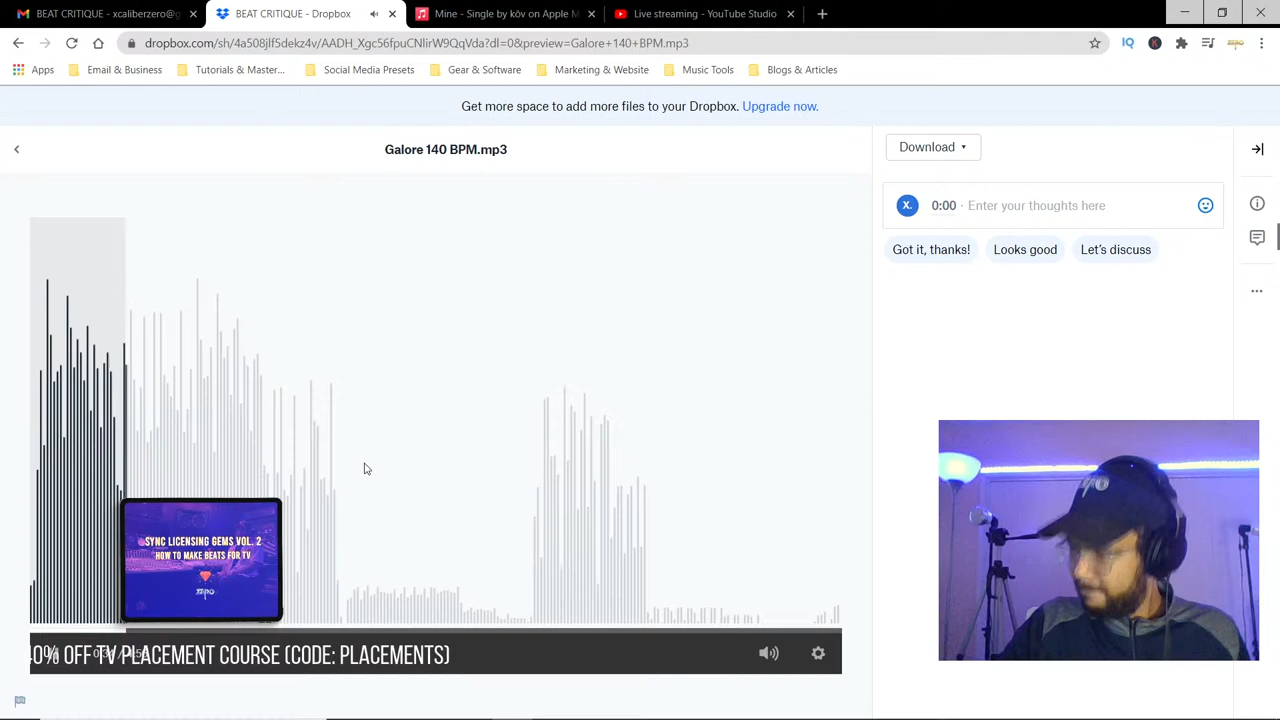 BEAT CRITIQUE - xcaliberzero@g
BEAT CRITIQUE - Dropbox
Mine - Single by kóv on Apple M
Live streaming - YouTube Studio
dropbox.com/sh/4a508jlf5dekz4v/AADH_Xgc56fpuCNlirW9QqVda?dl=0&preview=Galore+140+BPM.mp3
Apps
Email & Business
Tutorials & Master...
Social Media Presets
Gear & Software
Marketing & Website
Music Tools
Blogs & Articles
Get more space to add more files to your Dropbox. Upgrade now.
Galore 140 BPM.mp3
Download
X.
0:00 · Enter your thoughts here
Got it, thanks!
Looks good
Let's discuss
SYNC LICENSING GEMS VOL. 2
HOW TO MAKE BEATS FOR TV
XZERO
40% OFF TV PLACEMENT COURSE (CODE: PLACEMENTS)